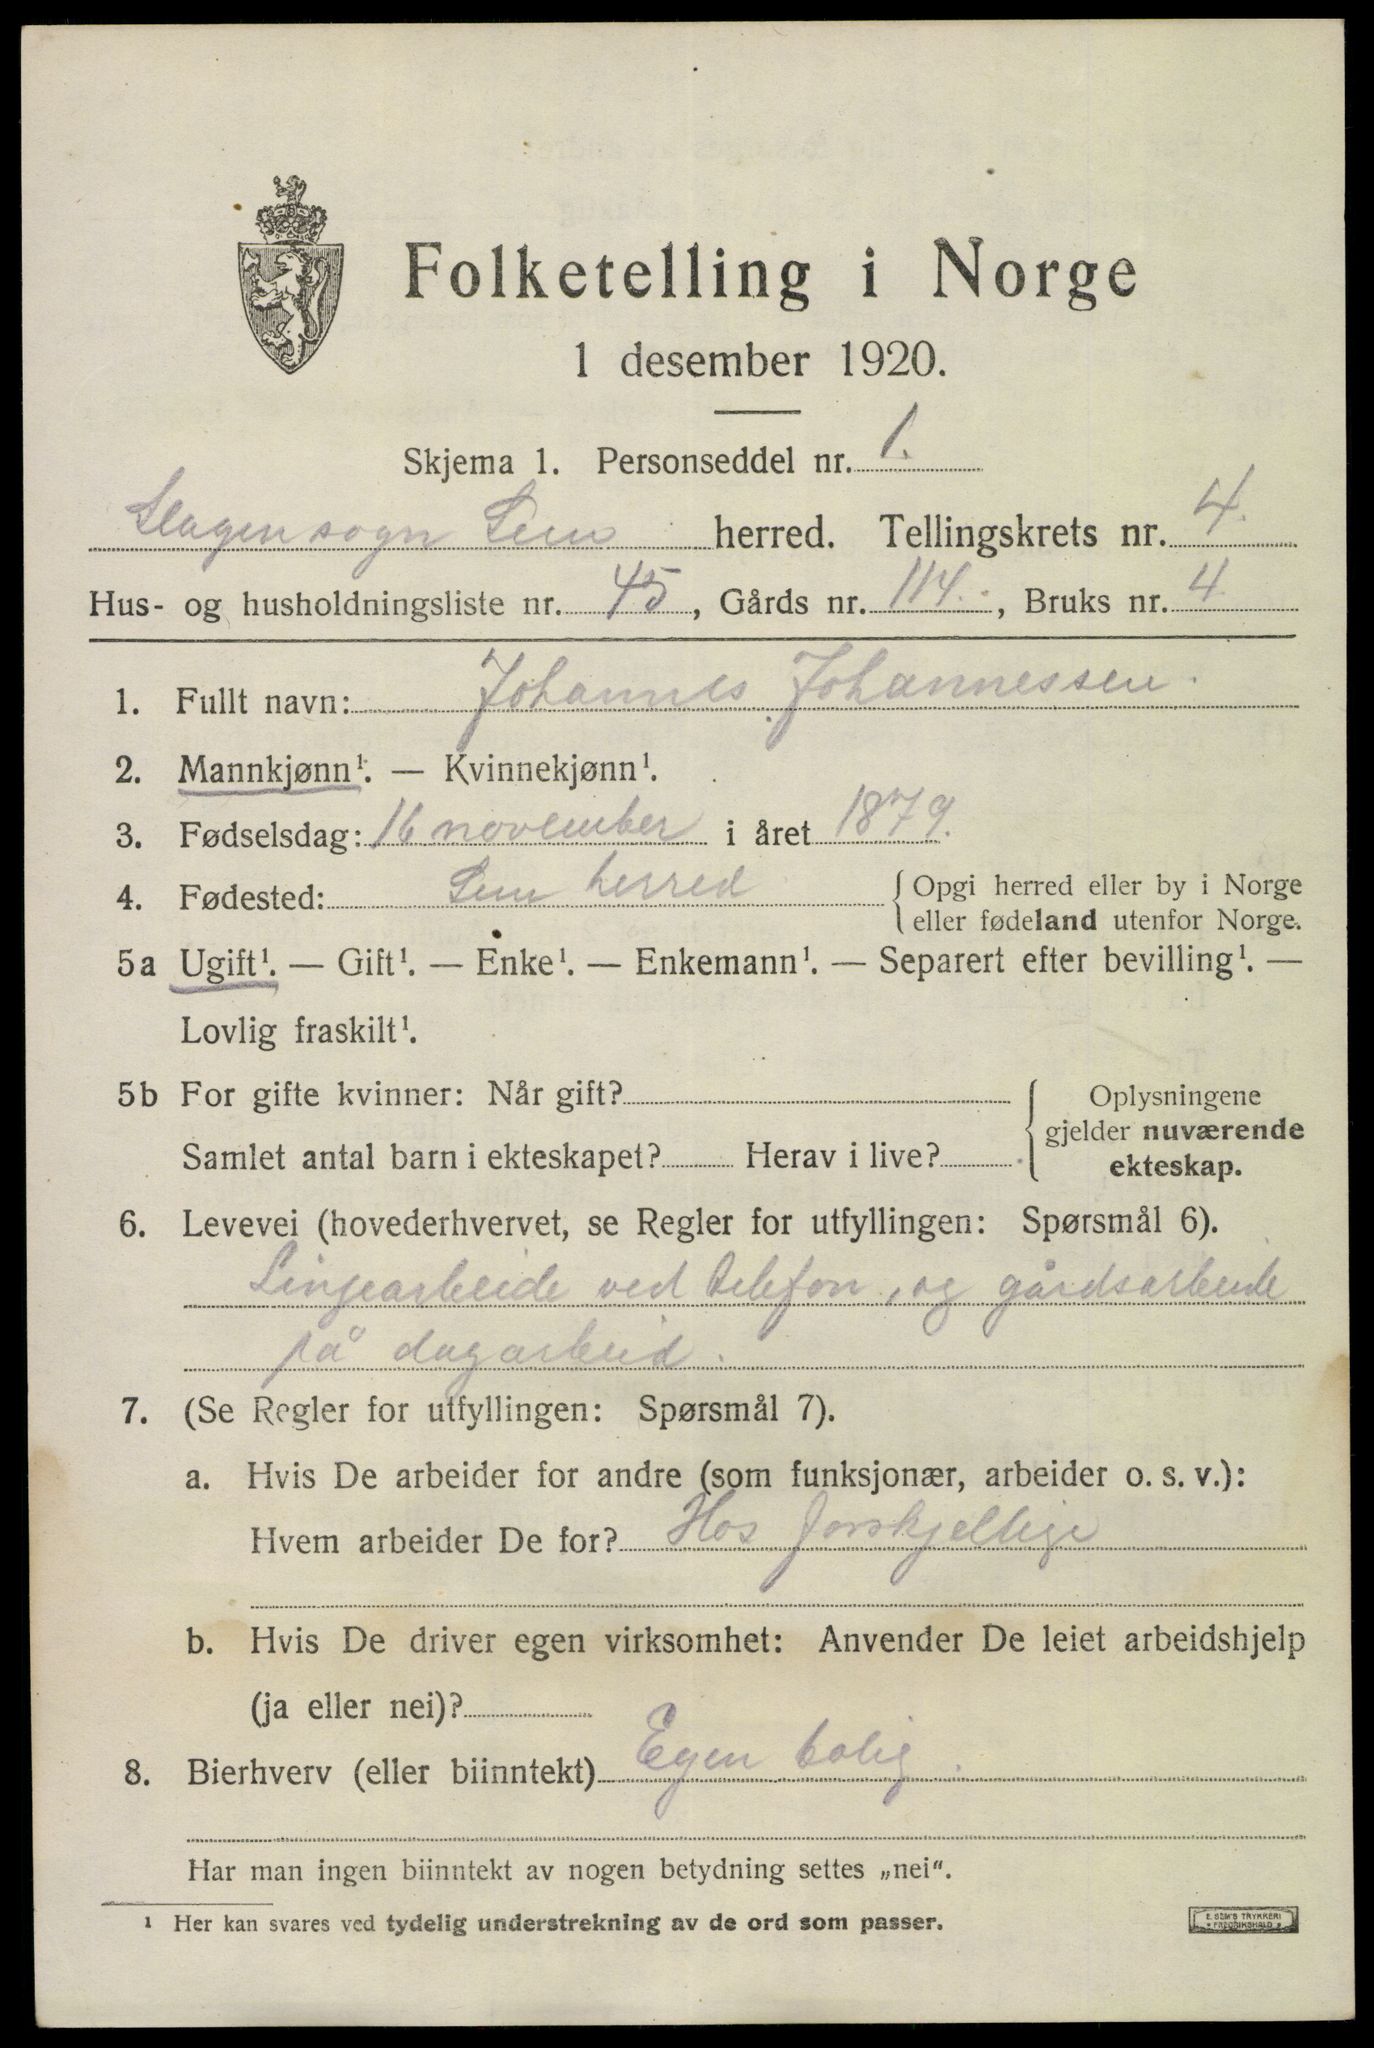 Folketelling i Norge
1 desember 1920.
Skjema 1. Personseddel nr. 1.
Slagen sogn Sem herred. Tellingskrets nr. 4.
Hus- og husholdningsliste nr. 45, Gårds nr. 114., Bruks nr. 4
1. Fullt navn: Johannes Johannessen.
2. Mannkjønn¹. — Kvinnekjønn¹.
3. Fødselsdag: 16 november i året 1879.
4. Fødested: Sem herred { Opgi herred eller by i Norge
eller fødeland utenfor Norge.
5a Ugift¹. — Gift¹. — Enke¹. — Enkemann¹. — Separert efter bevilling¹. —
Lovlig fraskilt¹.
5b For gifte kvinner: Når gift? { Oplysningene
gjelder nuværende
Samlet antal barn i ekteskapet? Herav i live?
ekteskap.
6. Levevei (hovederhvervet, se Regler for utfyllingen: Spørsmål 6).
Linjearbeide ved telefon, og gårdsarbeide
på dagarbeid.
7. (Se Regler for utfyllingen: Spørsmål 7).
a. Hvis De arbeider for andre (som funksjonær, arbeider o. s. v.):
Hvem arbeider De for? Hos forskjellige
b. Hvis De driver egen virksomhet: Anvender De leiet arbeidshjelp
(ja eller nei)?
8. Bierhverv (eller biinntekt) Egen bolig.
Har man ingen biinntekt av nogen betydning settes „nei“.
¹ Her kan svares ved tydelig understrekning av de ord som passer.
E. SEM'S TRYKKERI
FREDRIKSHALD